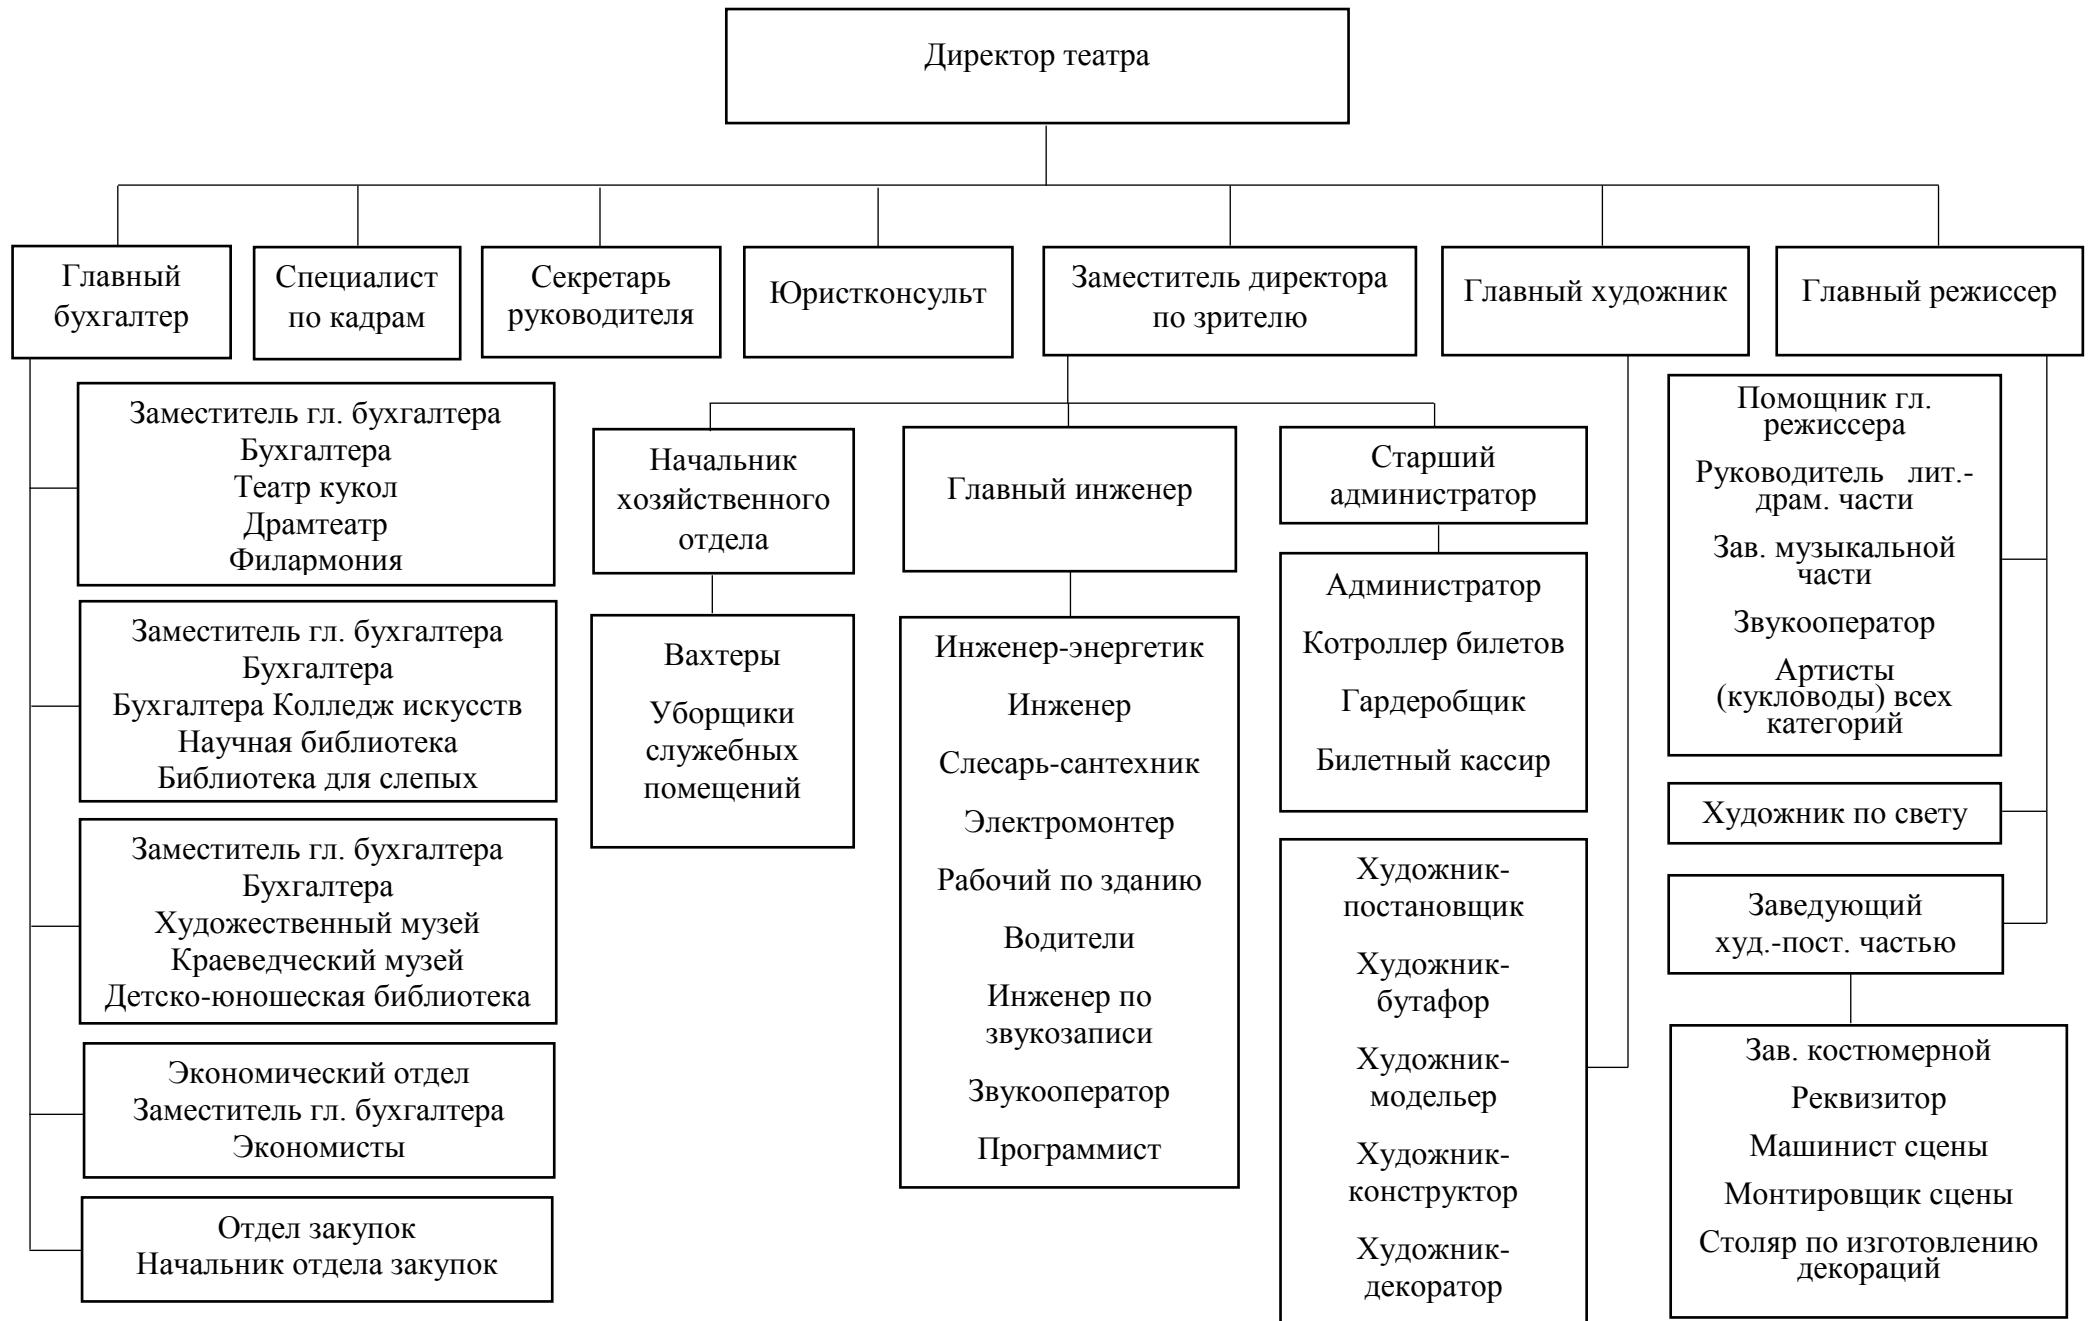 Директор театра
Главный
бухгалтер
Специалист
по кадрам
Секретарь
руководителя
Юристконсульт
Заместитель директора
по зрителю
Главный художник
Главный режиссер
Заместитель гл. бухгалтера
Бухгалтера
Театр кукол
Драмтеатр
Филармония
Заместитель гл. бухгалтера
Бухгалтера
Бухгалтера Колледж искусств
Научная библиотека
Библиотека для слепых
Заместитель гл. бухгалтера
Бухгалтера
Художественный музей
Краеведческий музей
Детско-юношеская библиотека
Экономический отдел
Заместитель гл. бухгалтера
Экономисты
Отдел закупок
Начальник отдела закупок
Начальник
хозяйственного
отдела
Вахтеры
Уборщики
служебных
помещений
Главный инженер
Инженер-энергетик
Инженер
Слесарь-сантехник
Электромонтер
Рабочий по зданию
Водители
Инженер по
звукозаписи
Звукооператор
Программист
Старший
администратор
Администратор
Котроллер билетов
Гардеробщик
Билетный кассир
Художник-
постановщик
Художник-
бутафор
Художник-
модельер
Художник-
конструктор
Художник-
декоратор
Помощник гл.
режиссера
Руководитель лит.-
драм. части
Зав. музыкальной
части
Звукооператор
Артисты
(кукловоды) всех
категорий
Художник по свету
Заведующий
худ.-пост. частью
Зав. костюмерной
Реквизитор
Машинист сцены
Монтировщик сцены
Столяр по изготовлению
декораций